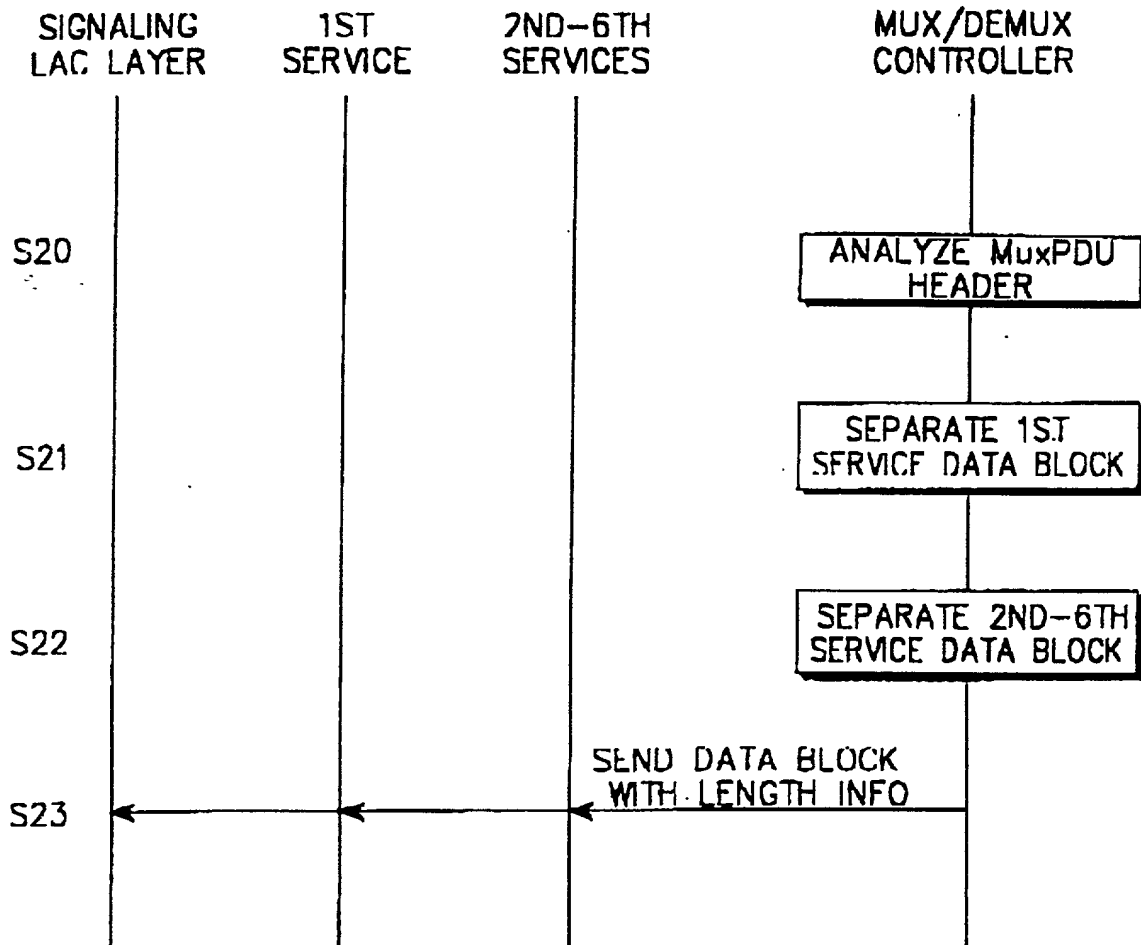 SIGNALING
LAC LAYER
1ST
SERVICE
2ND-6TH
SERVICES
MUX/DEMUX
CONTROLLER
S20
ANALYZE MuxPDU
HEADER
S21
SEPARATE 1ST
SERVICE DATA BLOCK
S22
SEPARATE 2ND-6TH
SERVICE DATA BLOCK
SEND DATA BLOCK
WITH LENGTH INFO
S23